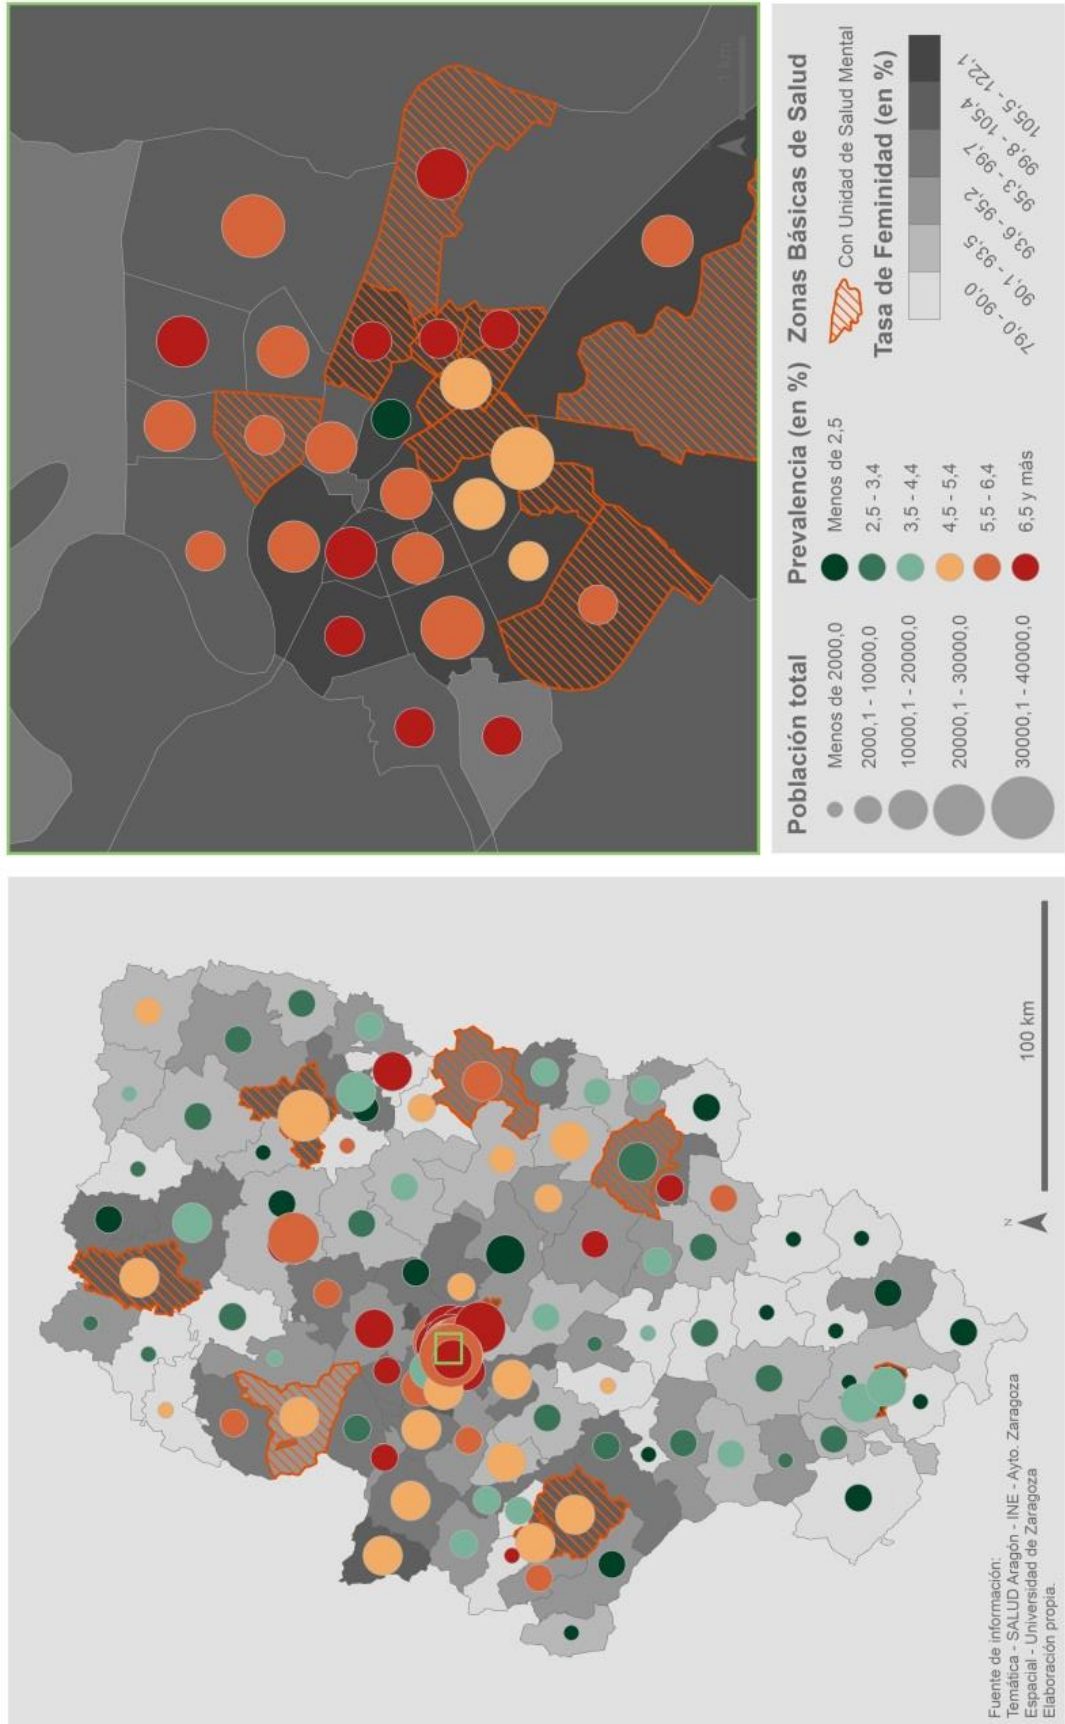 N
100 km
Fuente de información:
Temática - SALUD Aragón - INE - Ayto. Zaragoza
Espacial - Universidad de Zaragoza
Elaboración propia.
1 km
Población total
Menos de 2000,0
2000,1 - 10000,0
10000,1 - 20000,0
20000,1 - 30000,0
30000,1 - 40000,0
Prevalencia (en %)
Menos de 2,5
2,5 - 3,4
3,5 - 4,4
4,5 - 5,4
5,5 - 6,4
6,5 y más
Zonas Básicas de Salud
Con Unidad de Salud Mental
Tasa de Feminidad (en %)
79,0 - 90,0
90,1 - 93,5
93,6 - 95,2
95,3 - 99,7
99,8 - 105,4
105,5 - 122,1